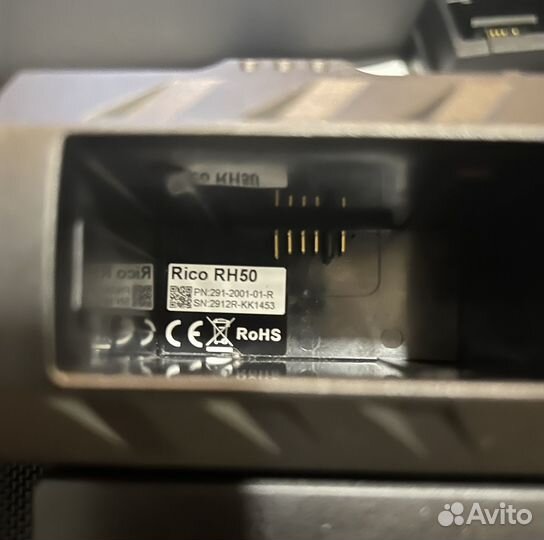 Rico RH50
PN:291-2001-01-R
SN:2912R-KK1453
CE RoHS
Avito